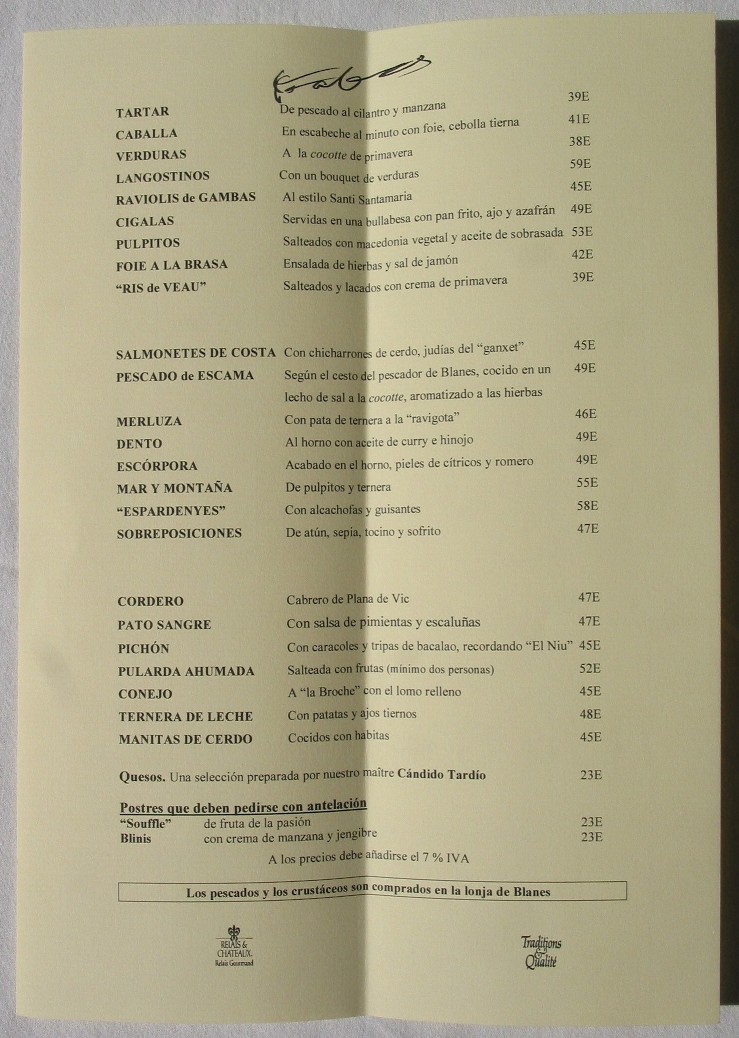 TARTAR De pescado al cilantro y manzana 39E
CABALLA En escabeche al minuto con foie, cebolla tierna 41E
VERDURAS A la cocotte de primavera 38E
LANGOSTINOS Con un bouquet de verduras 59E
RAVIOLIS de GAMBAS Al estilo Santi Santamaria 45E
CIGALAS Servidas en una bullabesa con pan frito, ajo y azafrán 49E
PULPITOS Salteados con macedonia vegetal y aceite de sobrasada 53E
FOIE A LA BRASA Ensalada de hierbas y sal de jamón 42E
“RIS de VEAU” Salteados y lacados con crema de primavera 39E
SALMONETES DE COSTA Con chicharrones de cerdo, judías del “ganxet” 45E
PESCADO de ESCAMA Según el cesto del pescador de Blanes, cocido en un 49E
lecho de sal a la cocotte, aromatizado a las hierbas
MERLUZA Con pata de ternera a la “ravigota” 46E
DENTO Al horno con aceite de curry e hinojo 49E
ESCÓRPORA Acabado en el horno, pieles de cítricos y romero 49E
MAR Y MONTAÑA De pulpitos y ternera 55E
“ESPARDENYES” Con alcachofas y guisantes 58E
SOBREPOSICIONES De atún, sepia, tocino y sofrito 47E
CORDERO Cabrero de Plana de Vic 47E
PATO SANGRE Con salsa de pimientas y escaluñas 47E
PICHÓN Con caracoles y tripas de bacalao, recordando “El Niu” 45E
PULARDA AHUMADA Salteada con frutas (mínimo dos personas) 52E
CONEJO A “la Broche” con el lomo relleno 45E
TERNERA DE LECHE Con patatas y ajos tiernos 48E
MANITAS DE CERDO Cocidos con habitas 45E
Quesos. Una selección preparada por nuestro maître Cándido Tardío 23E
Postres que deben pedirse con antelación
“Souffle” de fruta de la pasión 23E
Blinis con crema de manzana y jengibre 23E
A los precios debe añadirse el 7 % IVA
Los pescados y los crustáceos son comprados en la lonja de Blanes
RELAIS &
CHATEAUX.
Relais Gourmand
Traditions
&
Qualité